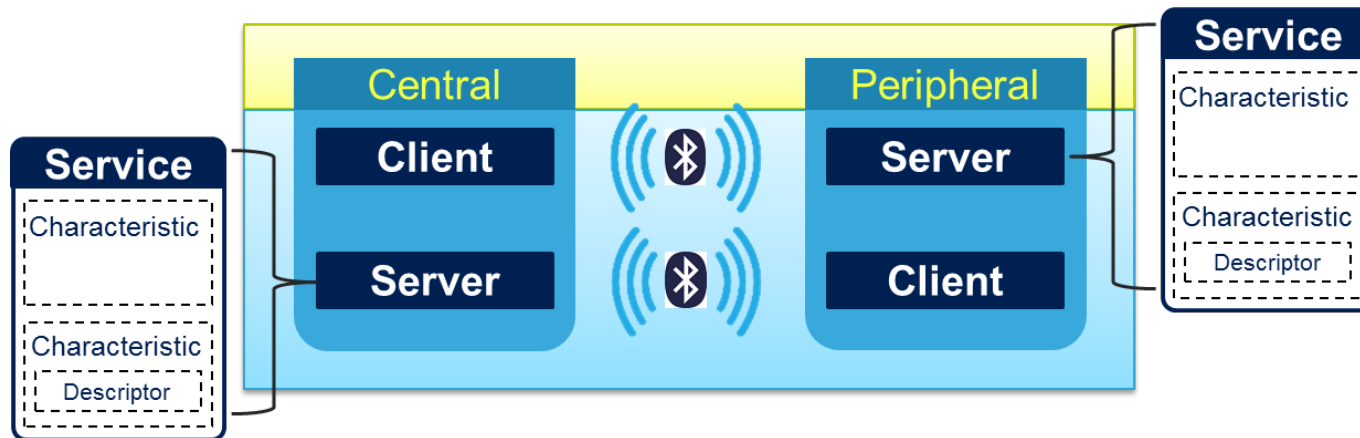 Service
Characteristic
Characteristic
Descriptor
Central
Client
Server
Peripheral
Server
Client
Service
Characteristic
Characteristic
Descriptor